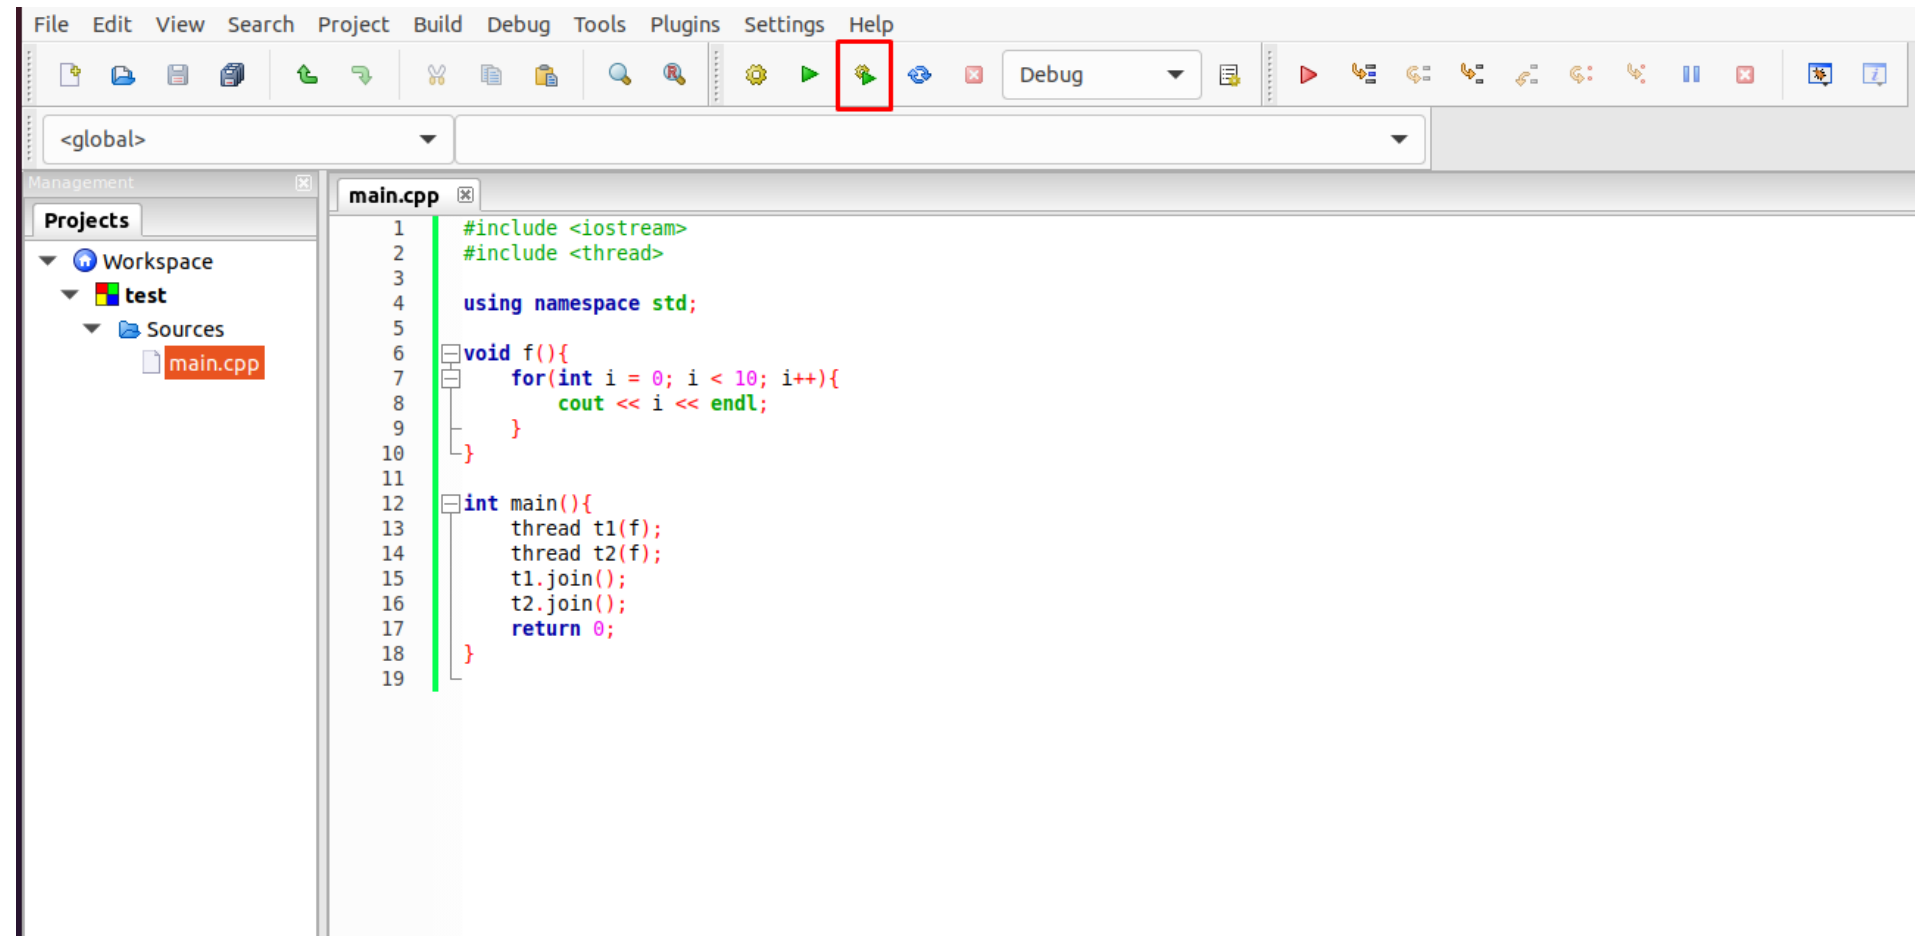 File Edit View Search Project Build Debug Tools Plugins Settings Help
Debug
<global>
Management
Projects
Workspace
test
Sources
main.cpp
main.cpp
1 #include <iostream>
2 #include <thread>
3
4 using namespace std;
5
6 void f(){
7     for(int i = 0; i < 10; i++){
8         cout << i << endl;
9     }
10 }
11
12 int main(){
13     thread t1(f);
14     thread t2(f);
15     t1.join();
16     t2.join();
17     return 0;
18 }
19